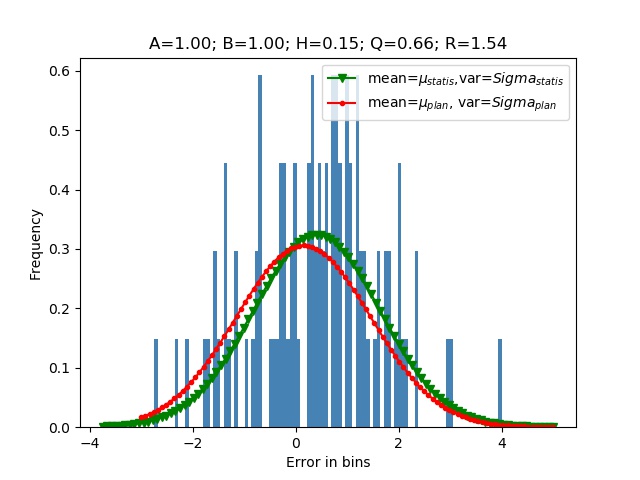 A=1.00; B=1.00; H=0.15; Q=0.66; R=1.54
mean=μstatis,var=Sigmastatis
mean=μplan, var=Sigmaplan
0.6
0.5
0.4
0.3
0.2
0.1
0.0
Frequency
−4 −2 0 2 4
Error in bins